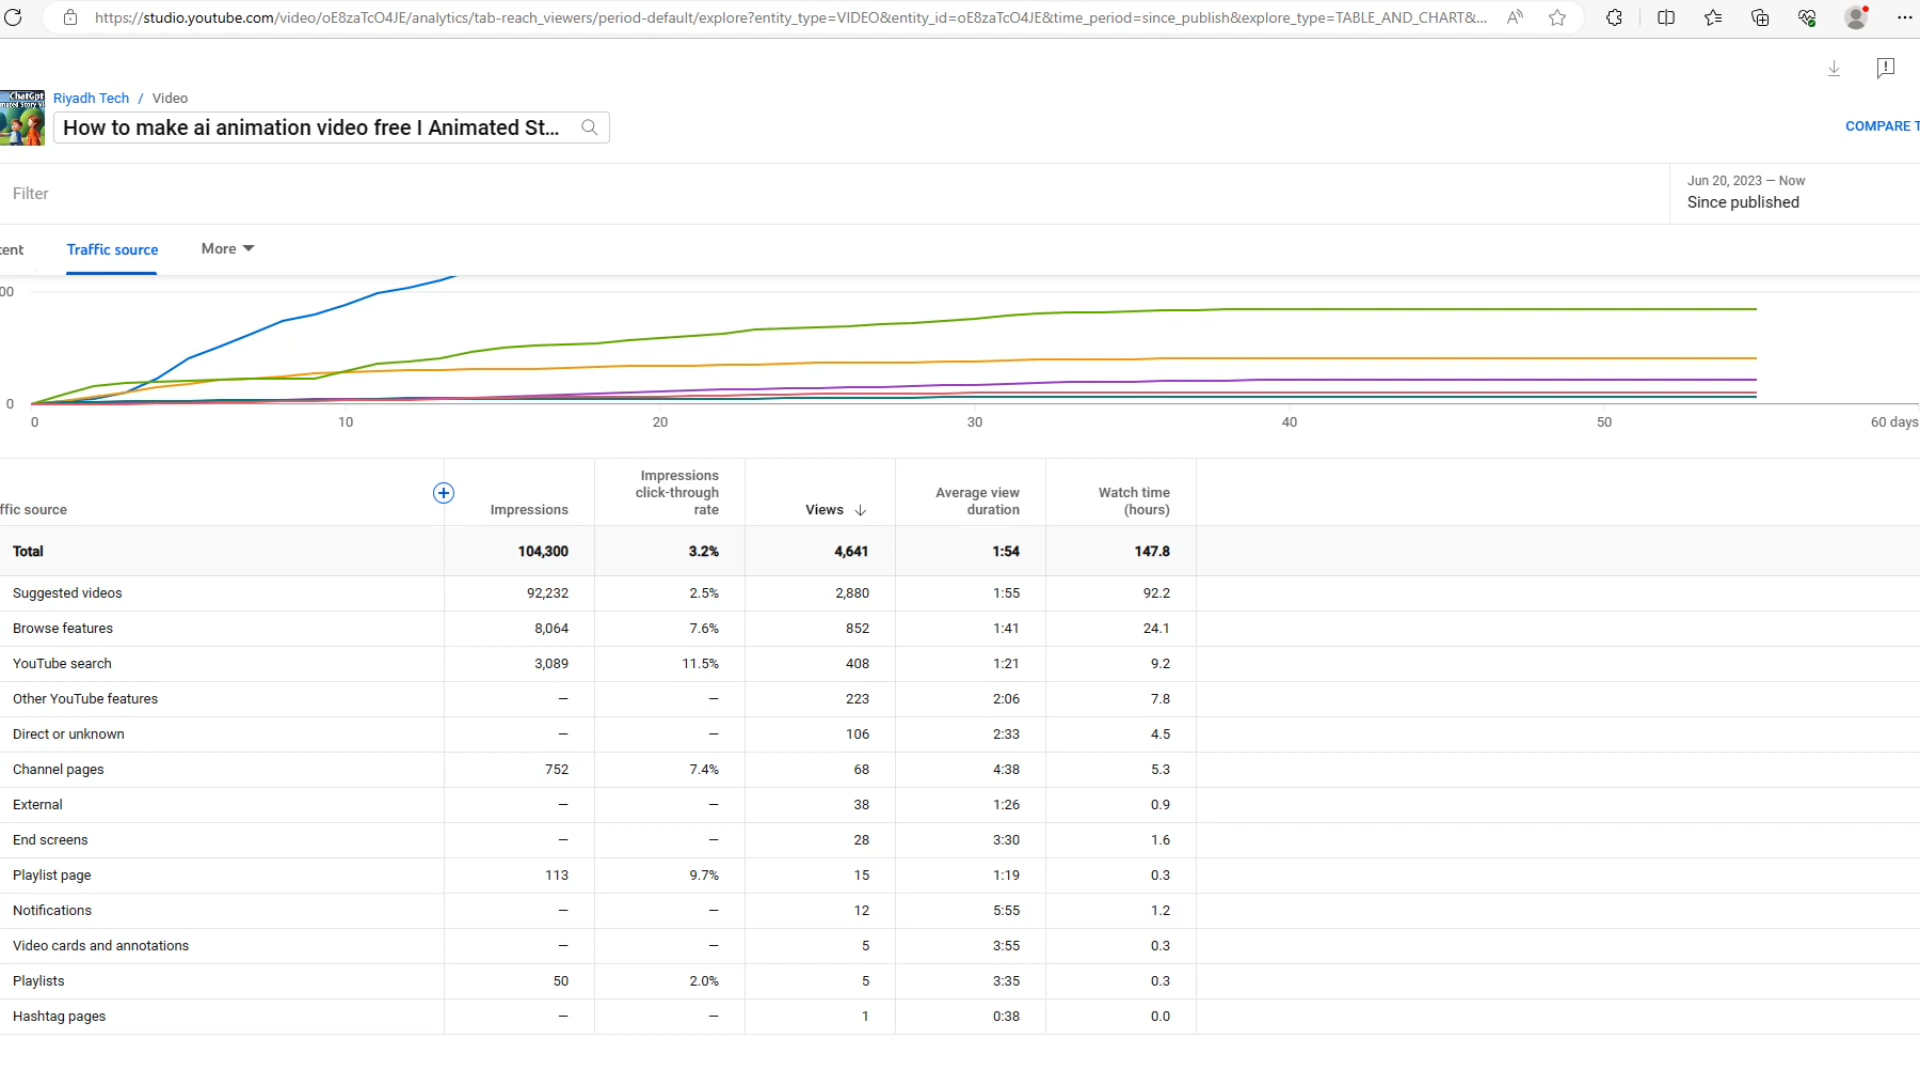 https://studio.youtube.com/video/oE8zaTcO4JE/analytics/tab-reach_viewers/period-default/explore?entity_type=VIDEO&entity_id=oE8zaTcO4JE&time_period=since_publish&explore_type=TABLE_AND_CHART&...
ChatGpt
Riyadh Tech / Video
How to make ai animation video free I Animated St...
COMPARE T
Filter
Jun 20, 2023 – Now
Since published
ent
Traffic source
More
00
0
0 10 20 30 40 50 60 days
ffic source
Impressions
Impressions click-through rate
Views
Average view duration
Watch time (hours)
Total 104,300 3.2% 4,641 1:54 147.8
Suggested videos 92,232 2.5% 2,880 1:55 92.2
Browse features 8,064 7.6% 852 1:41 24.1
YouTube search 3,089 11.5% 408 1:21 9.2
Other YouTube features — — 223 2:06 7.8
Direct or unknown — — 106 2:33 4.5
Channel pages 752 7.4% 68 4:38 5.3
External — — 38 1:26 0.9
End screens — — 28 3:30 1.6
Playlist page 113 9.7% 15 1:19 0.3
Notifications — — 12 5:55 1.2
Video cards and annotations — — 5 3:55 0.3
Playlists 50 2.0% 5 3:35 0.3
Hashtag pages — — 1 0:38 0.0